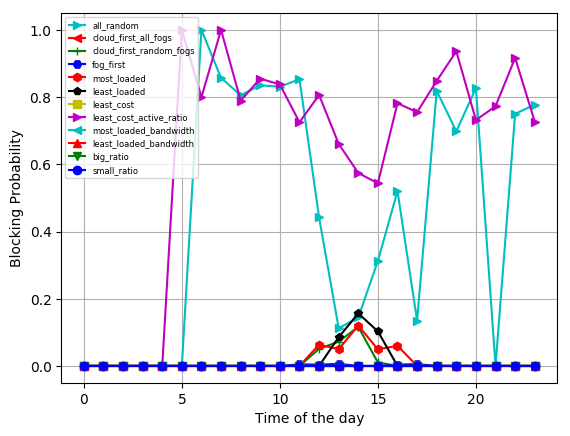 1.0
0.8
0.6
0.4
0.2
0.0
Blocking Probability
all_random
cloud_first_all_fogs
cloud_first_random_fogs
fog_first
most_loaded
least_loaded
least_cost
least_cost_active_ratio
most_loaded_bandwidth
least_loaded_bandwidth
big_ratio
small_ratio
0 5 10 15 20
Time of the day